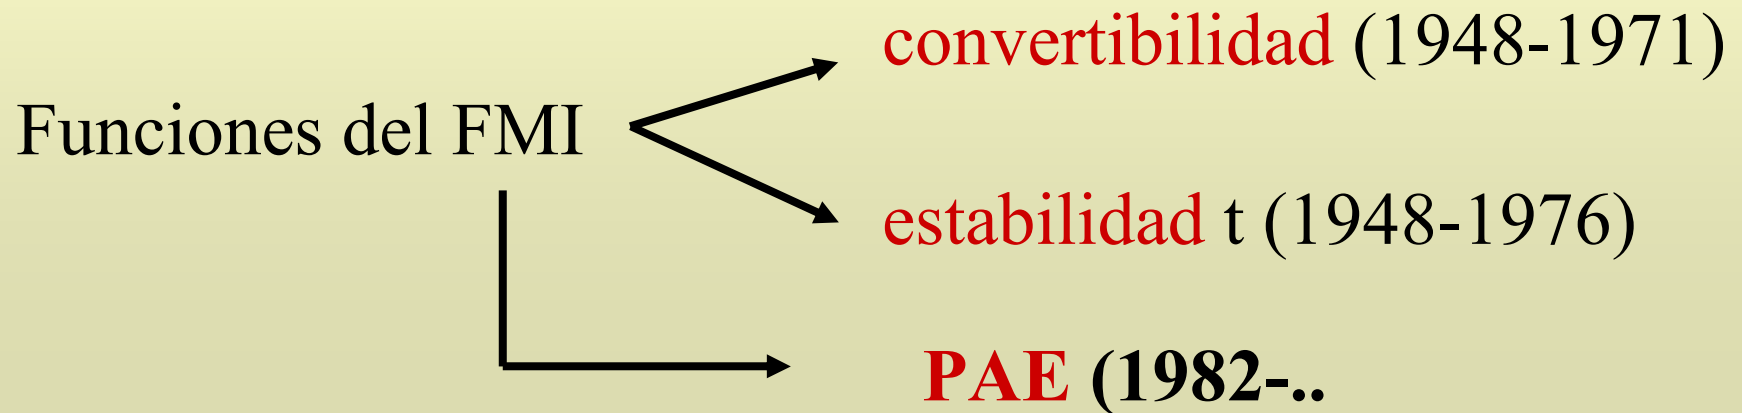 convertibilidad (1948-1971)
Funciones del FMI
estabilidad t (1948-1976)
PAE (1982-..